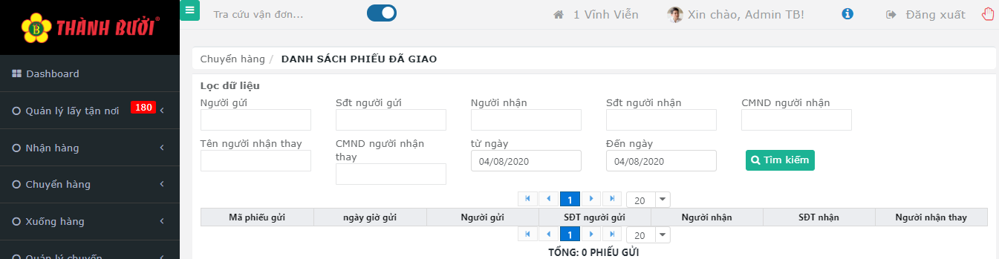 THÀNH BƯỞI®
B
Tra cứu vận đơn...
1 Vĩnh Viễn
Xin chào, Admin TB!
Đăng xuất
Dashboard
Quản lý lấy tận nơi 180
Nhận hàng
Chuyển hàng
Xuống hàng
Quản lý chuyến
Chuyển hàng / DANH SÁCH PHIẾU ĐÃ GIAO
Lọc dữ liệu
Người gửi Sđt người gửi Người nhận Sđt người nhận CMND người nhận
Tên người nhận thay CMND người nhận thay từ ngày Đến ngày
04/08/2020 04/08/2020 Tìm kiếm
1 20
Mã phiếu gửi ngày giờ gửi Người gửi SĐT người gửi Người nhận SĐT nhận Người nhận thay
1 20
TỔNG: 0 PHIẾU GỬI